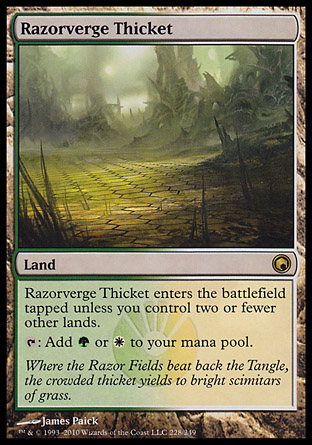 Razorverge Thicket
Land
Razorverge Thicket enters the battlefield
tapped unless you control two or fewer
other lands.
: Add or to your mana pool.
Where the Razor Fields beat back the Tangle,
the crowded thicket yields to bright scimitars
of grass.
James Paick
™ & © 1993–2010 Wizards of the Coast LLC 228/249